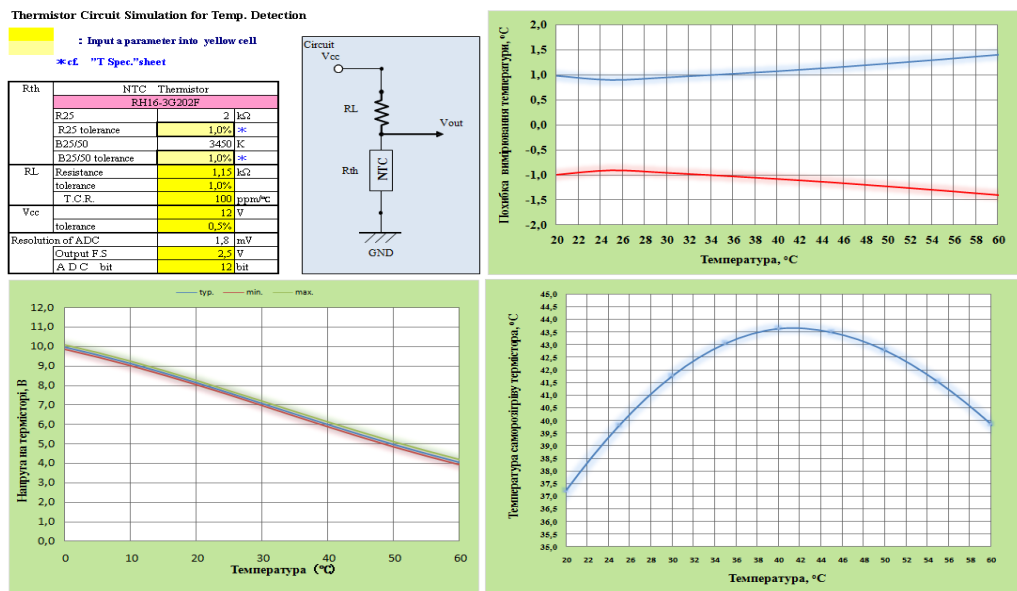 Thermistor Circuit Simulation for Temp. Detection
: Input a parameter into yellow cell
*cf. "T Spec."sheet
Rth NTC Thermistor
RH16-3G202F
R25 2 kΩ
R25 tolerance 1,0% *
B25/50 3450 K
B25/50 tolerance 1,0% *
RL Resistance 1,15 kΩ
tolerance 1,0%
T.C.R. 100 ppm/°C
Vcc 12 V
tolerance 0,5%
Resolution of ADC 1,8 mV
Output F.S 2,5 V
A D C bit 12 bit
Circuit
Vcc
RL
Vout
Rth
NTC
GND
Похибка вимірювання температури, °C
2,0
1,5
1,0
0,5
0,0
-0,5
-1,0
-1,5
-2,0
20 22 24 26 28 30 32 34 36 38 40 42 44 46 48 50 52 54 56 58 60
Температура, °C
typ. min. max.
Напруга на термісторі, В
12,0
11,0
10,0
9,0
8,0
7,0
6,0
5,0
4,0
3,0
2,0
1,0
0,0
0 10 20 30 40 50 60
Температура (°C)
Температура саморозігріву термістора, °C
45,0
44,5
44,0
43,5
43,0
42,5
42,0
41,5
41,0
40,5
40,0
39,5
39,0
38,5
38,0
37,5
37,0
36,5
36,0
35,5
35,0
20 22 24 26 28 30 32 34 36 38 40 42 44 46 48 50 52 54 56 58 60
Температура, °C